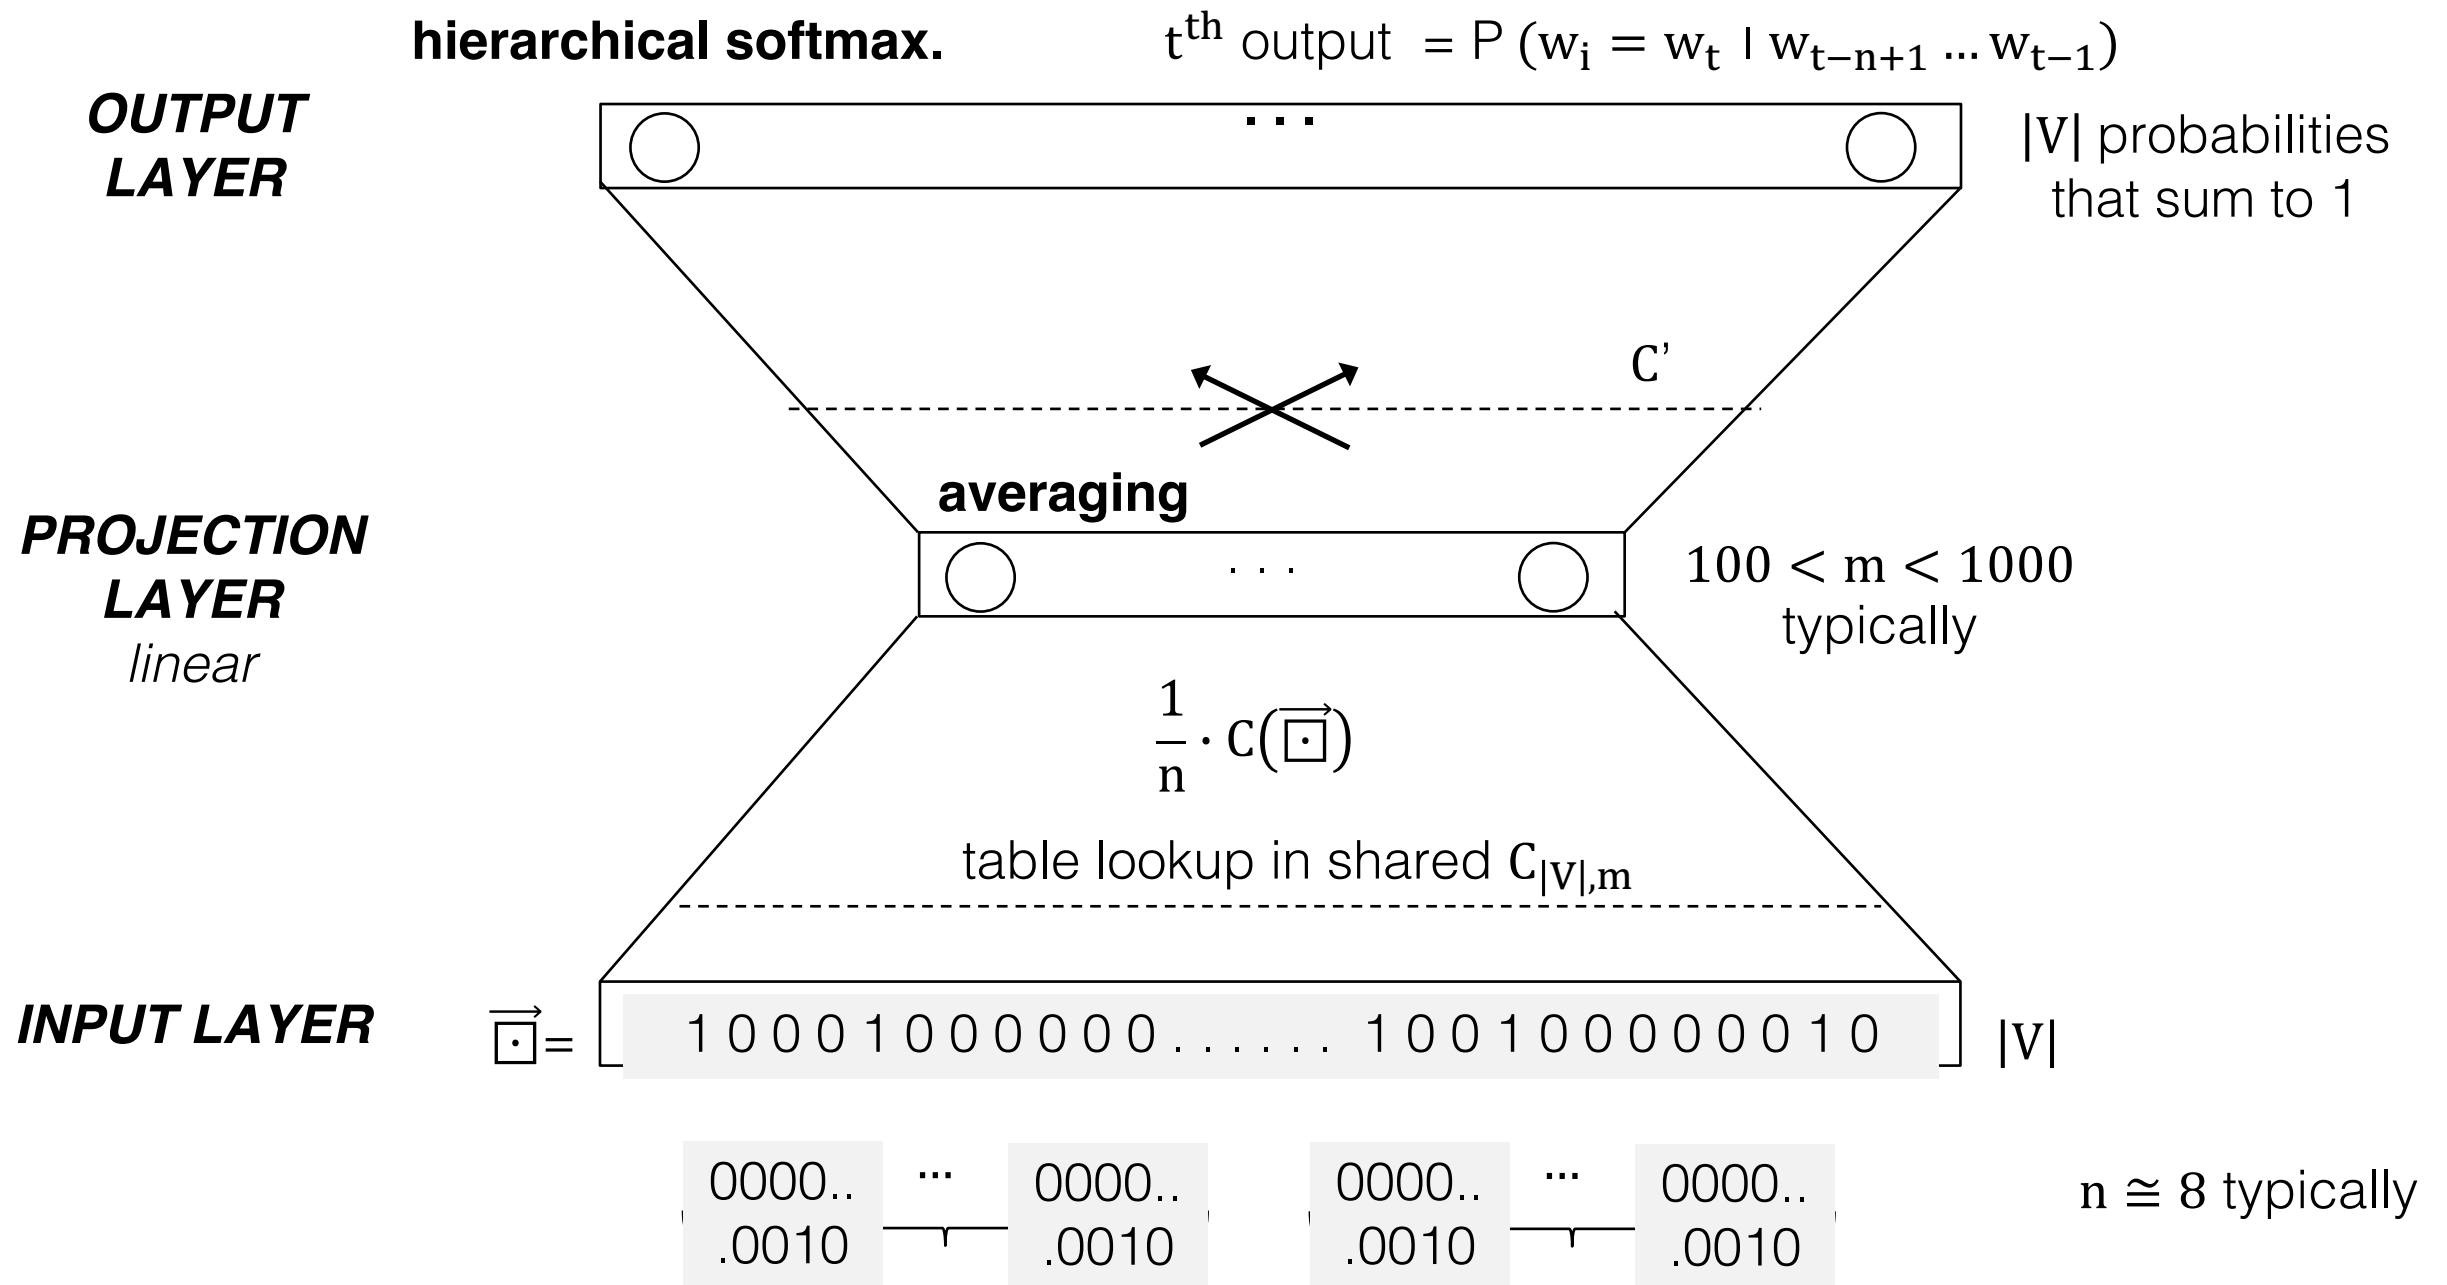 hierarchical softmax.
tᵗʰ output = P (wᵢ = wₜ | wₜ₋ₙ₊₁ ... wₜ₋₁)
OUTPUT
LAYER
. . .
|V| probabilities
that sum to 1
C’
averaging
PROJECTION
LAYER
linear
. . .
100 < m < 1000
typically
1/n · C(⊡⃗)
table lookup in shared C|V|,m
INPUT LAYER
⊡⃗ =
1 0 0 0 1 0 0 0 0 0 0 . . . . . . 1 0 0 1 0 0 0 0 0 0 1 0
|V|
0000.. ... 0000.. 0000.. ... 0000..
.0010 .0010 .0010 .0010
n ≅ 8 typically